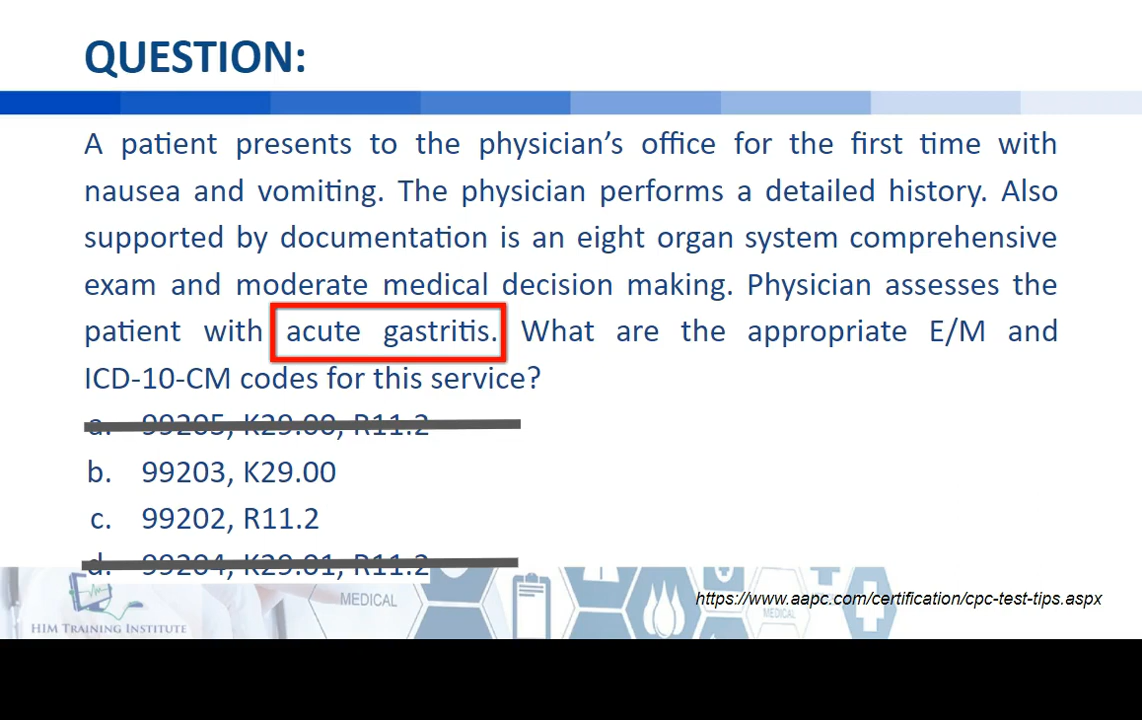 QUESTION:
A patient presents to the physician's office for the first time with
nausea and vomiting. The physician performs a detailed history. Also
supported by documentation is an eight organ system comprehensive
exam and moderate medical decision making. Physician assesses the
patient with acute gastritis. What are the appropriate E/M and
ICD-10-CM codes for this service?
a. 99205, K29.00, R11.2
b. 99203, K29.00
c. 99202, R11.2
d. 99204, K29.01, R11.2
MEDICAL
https://www.aapc.com/certification/cpc-test-tips.aspx
MEDICAL
HIM TRAINING INSTITUTE